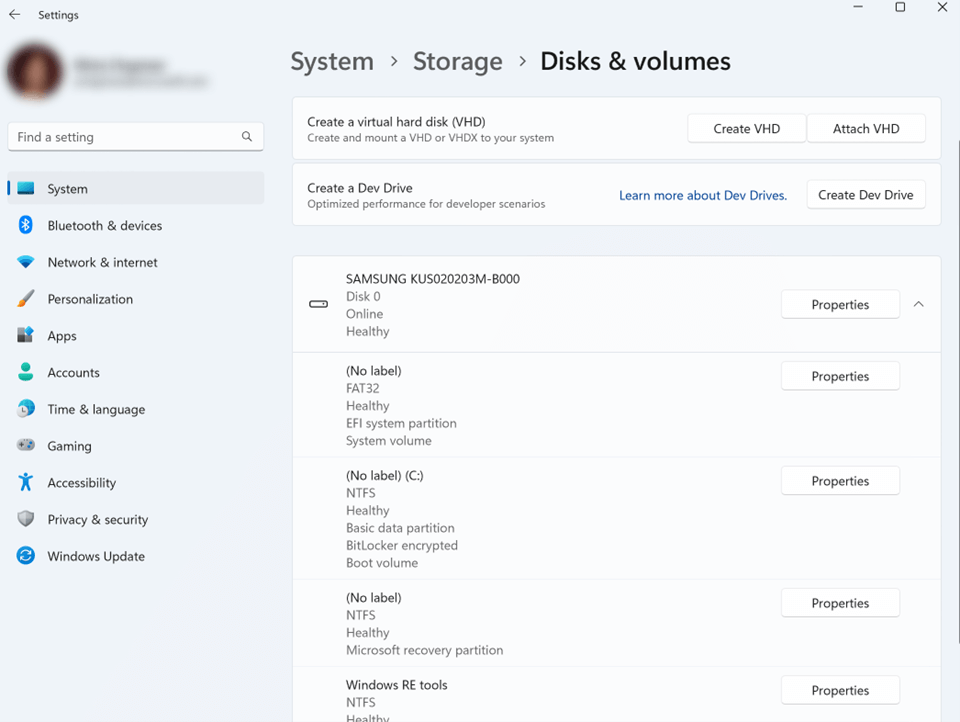 Settings
System > Storage > Disks & volumes
Find a setting
System
Bluetooth & devices
Network & internet
Personalization
Apps
Accounts
Time & language
Gaming
Accessibility
Privacy & security
Windows Update
Create a virtual hard disk (VHD)
Create and mount a VHD or VHDX to your system
Create VHD
Attach VHD
Create a Dev Drive
Optimized performance for developer scenarios
Learn more about Dev Drives.
Create Dev Drive
SAMSUNG KUS020203M-B000
Disk 0
Online
Healthy
Properties
(No label)
FAT32
Healthy
EFI system partition
System volume
Properties
(No label) (C:)
NTFS
Healthy
Basic data partition
BitLocker encrypted
Boot volume
Properties
(No label)
NTFS
Healthy
Microsoft recovery partition
Properties
Windows RE tools
NTFS
Healthy
Properties